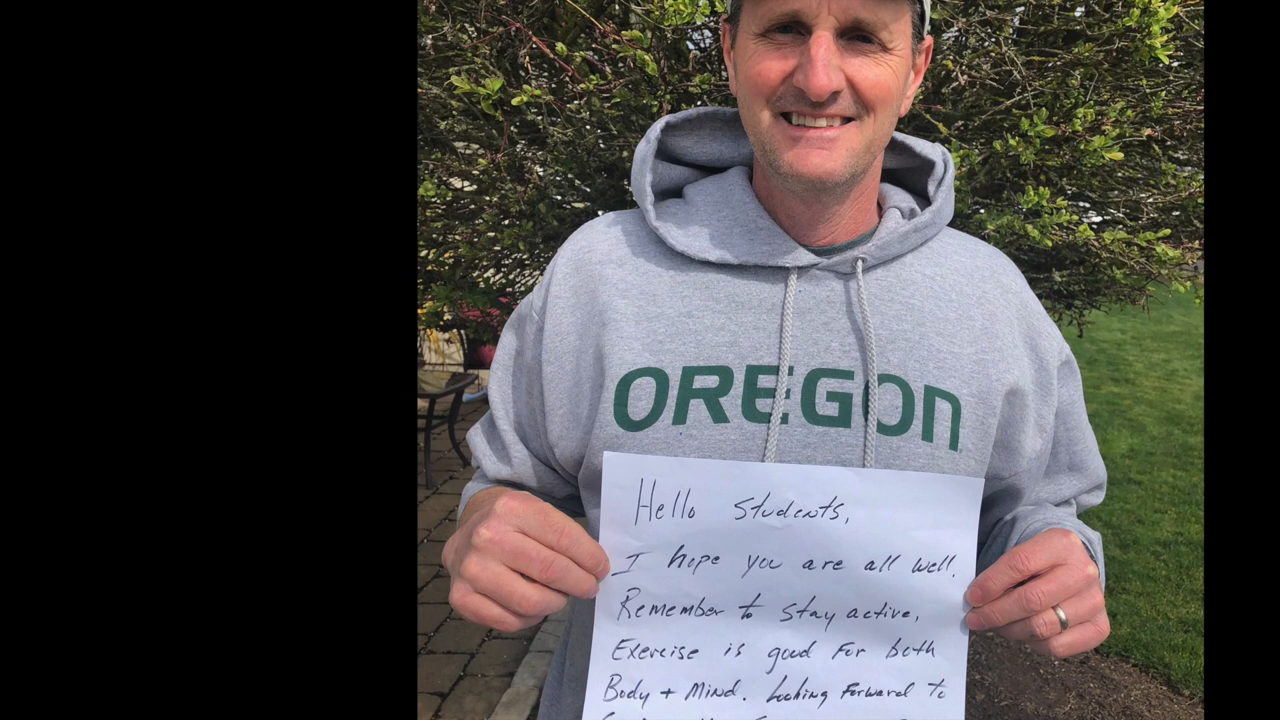 OREGON
Hello Students,
I hope you are all well.
Remember to stay active,
Exercise is good for both
Body + Mind. Looking forward to